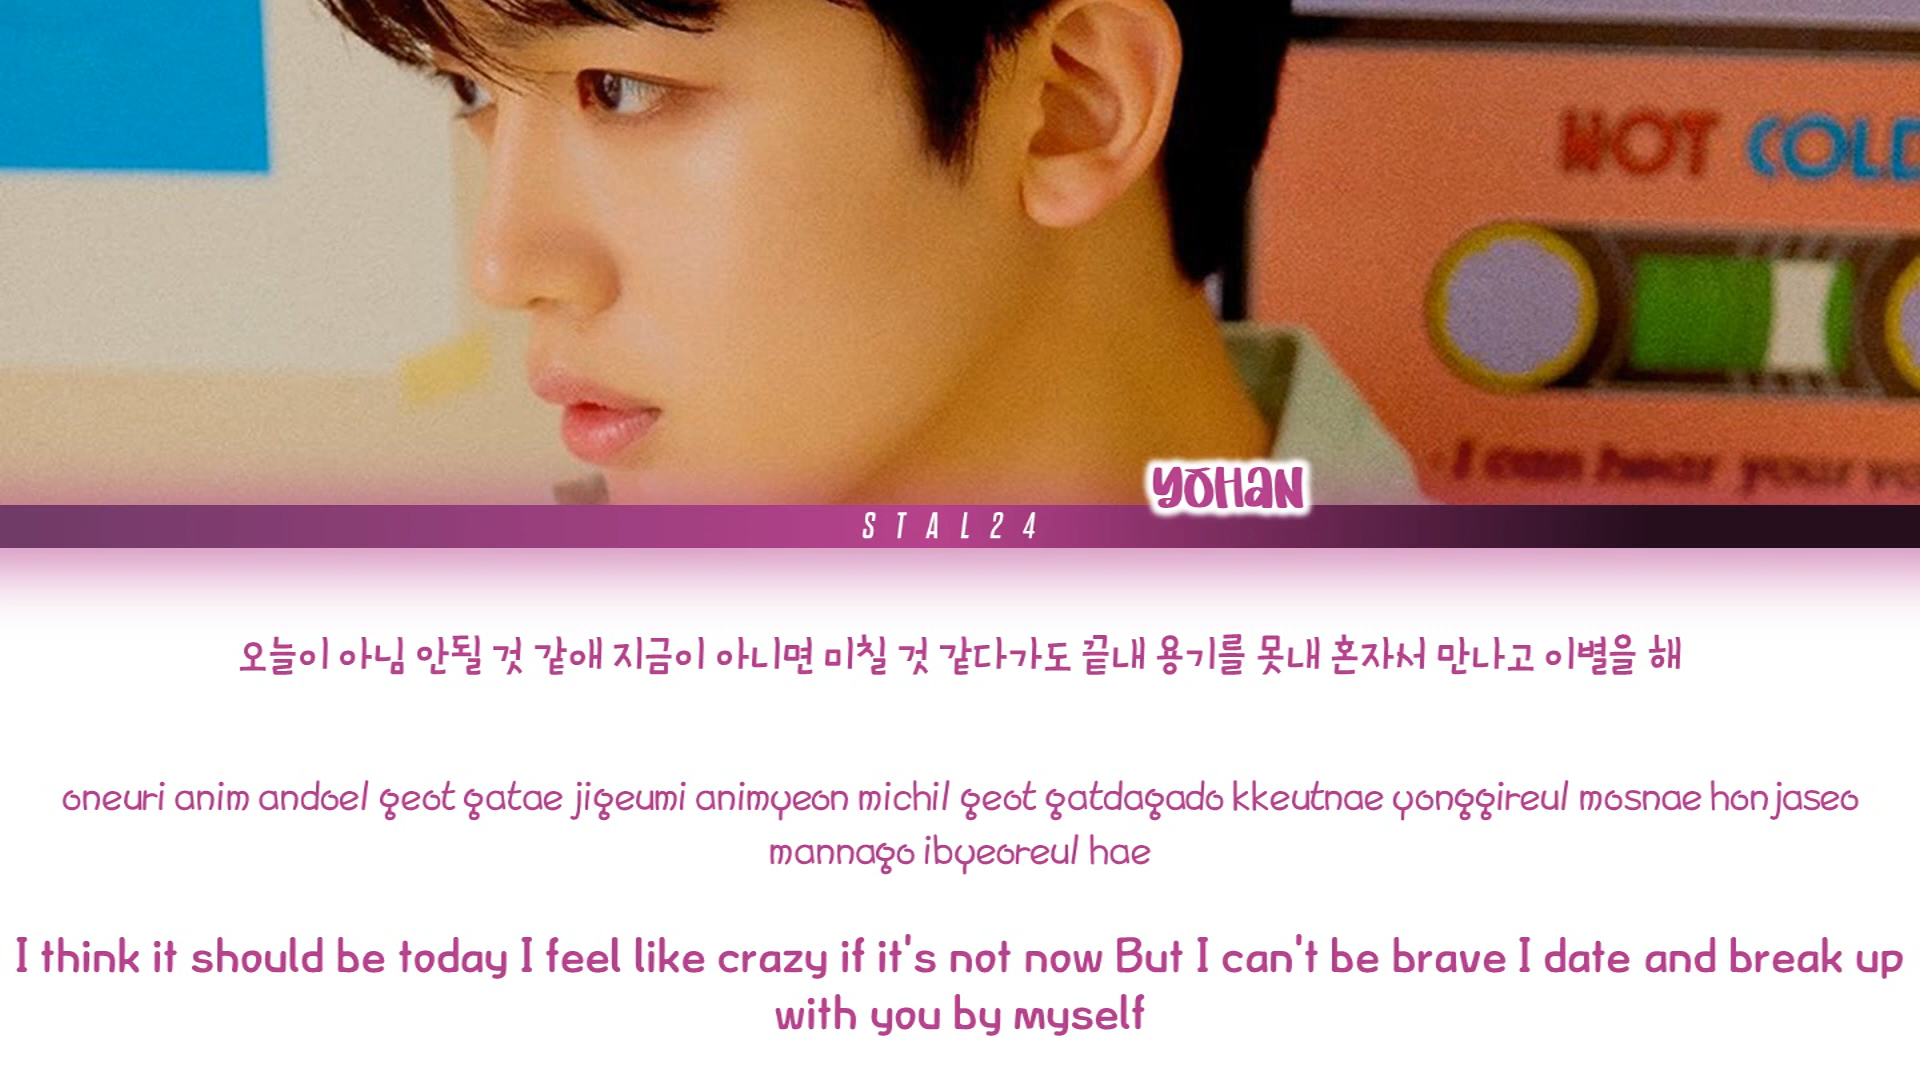 HOT COLD
I can hear your vo
YOHAN
STAL24
오늘이 아님 안될 것 같애 지금이 아니면 미칠 것 같다가도 끝내 용기를 못내 혼자서 만나고 이별을 해
oneuri anim andoel geot gatae jigeumi animyeon michil geot gatdagado kkeutnae yonggireul mosnae honjaseo
mannago ibyeoreul hae
I think it should be today I feel like crazy if it's not now But I can't be brave I date and break up
with you by myself